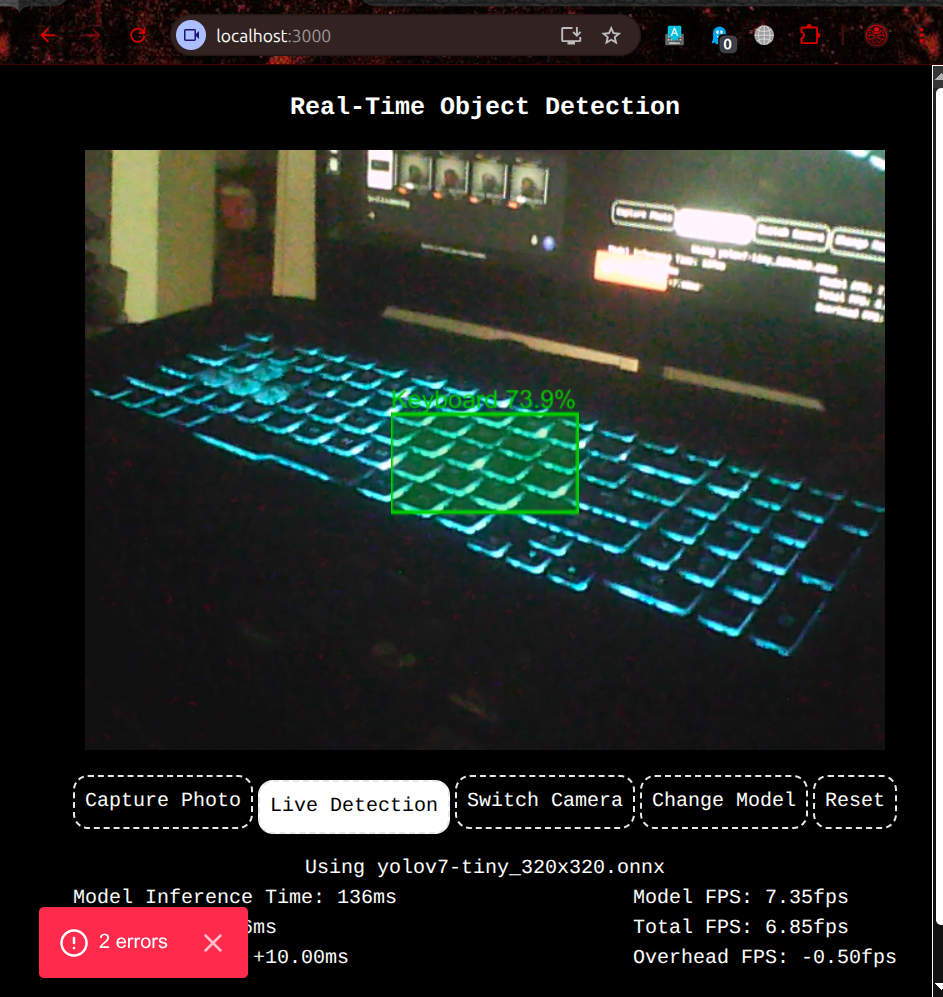 localhost:3000
0
Real-Time Object Detection
Keyboard 73.9%
Capture Photo
Live Detection
Switch Camera
Change Model
Reset
Using yolov7-tiny_320x320.onnx
Model Inference Time: 136ms
Model FPS: 7.35fps
6ms
Total FPS: 6.85fps
+10.00ms
Overhead FPS: -0.50fps
2 errors